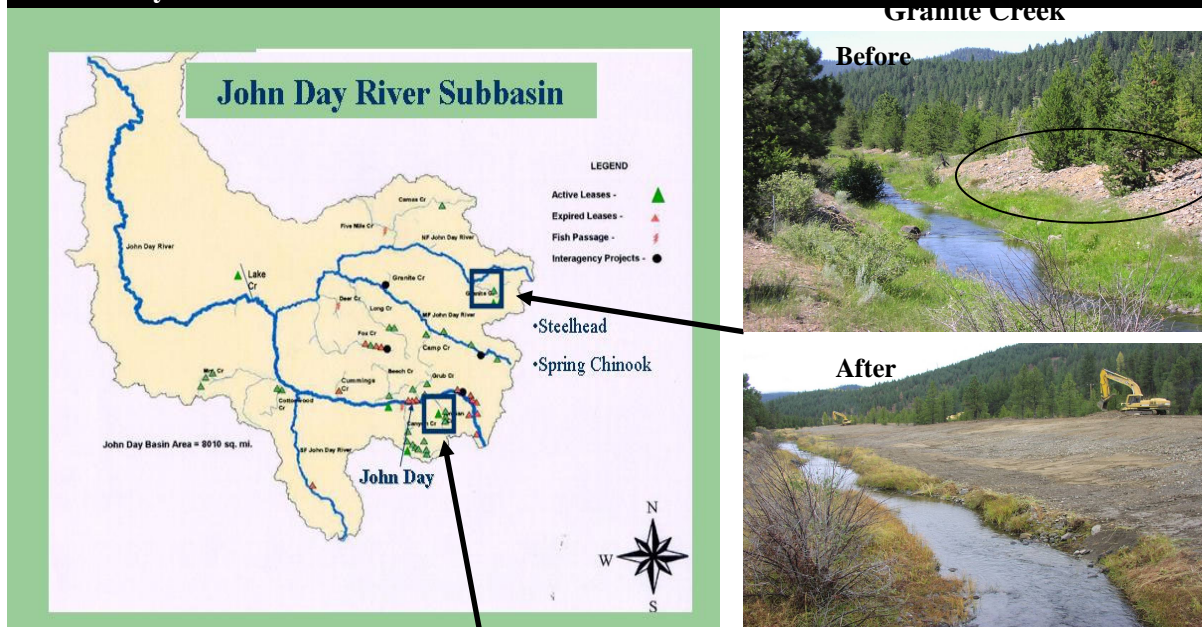 Granite Creek
Before
After
John Day River Subbasin
LEGEND
Active Leases -
Expired Leases -
Fish Passage -
Interagency Projects -
Camas Cr
Five Mile Cr
NF John Day River
John Day River
Lake
Cr
Granite Cr
Granite Cr
Deer Cr
Long Cr
MF John Day River
•Steelhead
Fox Cr
Camp Cr
•Spring Chinook
Beech Cr
Grub Cr
Cummings
Cr
Cottonwood
Cr
Canyon Cr
John Day Basin Area = 8010 sq. mi.
SF John Day River
John Day
N
W
E
S